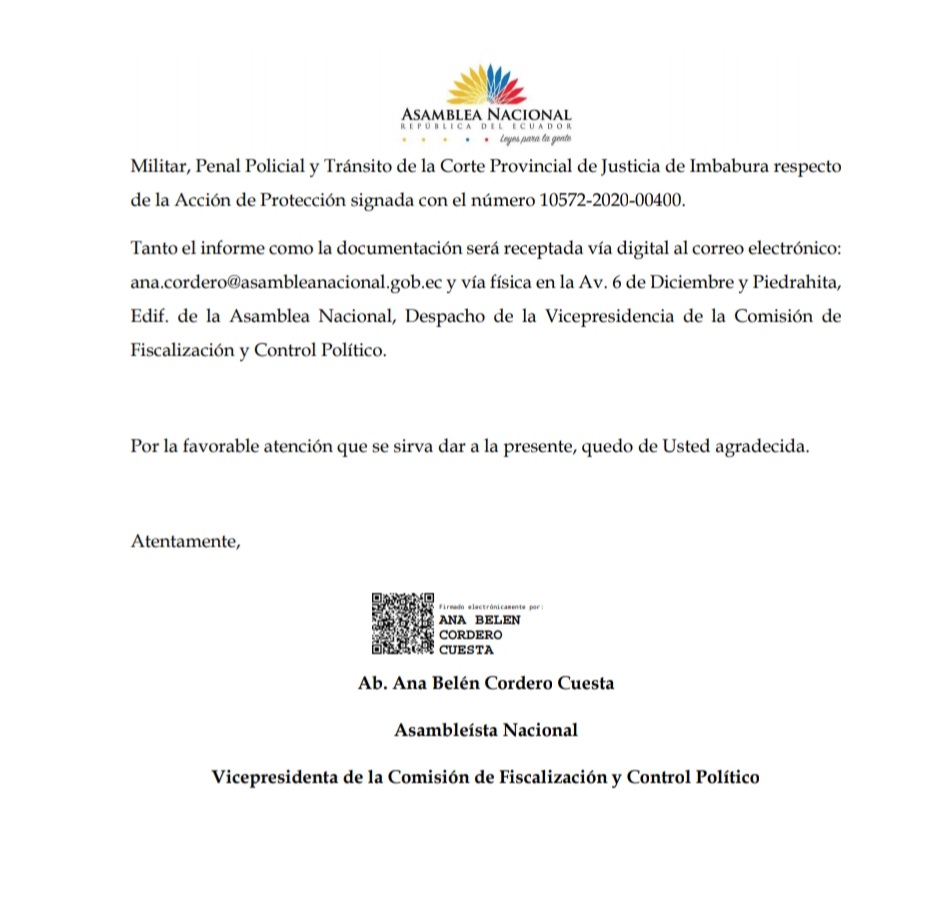 ASAMBLEA NACIONAL
REPÚBLICA DEL ECUADOR
Leyes para la gente
Militar, Penal Policial y Tránsito de la Corte Provincial de Justicia de Imbabura respecto
de la Acción de Protección signada con el número 10572-2020-00400.
Tanto el informe como la documentación será receptada vía digital al correo electrónico:
ana.cordero@asambleanacional.gob.ec y vía física en la Av. 6 de Diciembre y Piedrahita,
Edif. de la Asamblea Nacional, Despacho de la Vicepresidencia de la Comisión de
Fiscalización y Control Político.
Por la favorable atención que se sirva dar a la presente, quedo de Usted agradecida.
Atentamente,
Firmado electrónicamente por:
ANA BELEN
CORDERO
CUESTA
Ab. Ana Belén Cordero Cuesta
Asambleísta Nacional
Vicepresidenta de la Comisión de Fiscalización y Control Político